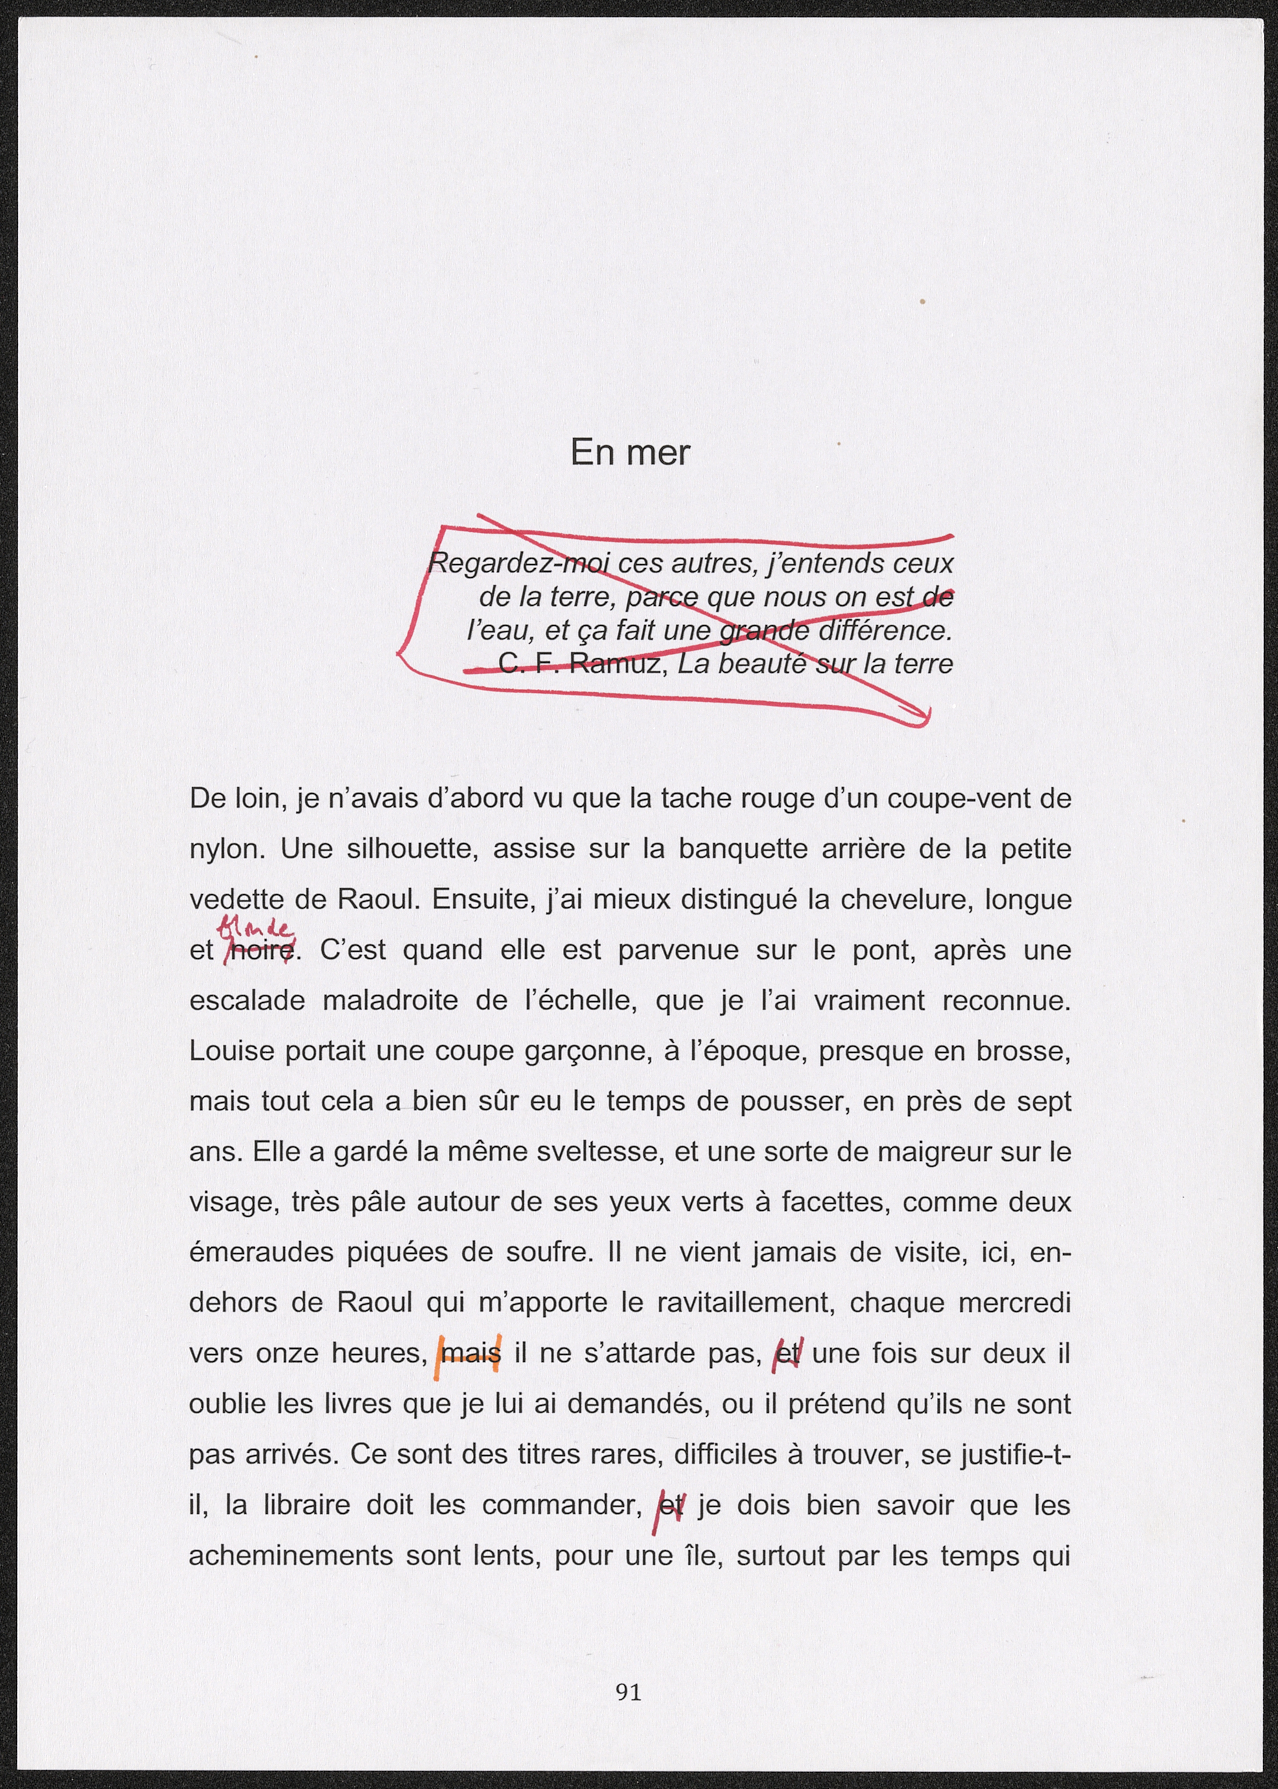 En mer
Regardez-moi ces autres, j’entends ceux
de la terre, parce que nous on est de
l’eau, et ça fait une grande différence.
C. F. Ramuz, La beauté sur la terre
De loin, je n’avais d’abord vu que la tache rouge d’un coupe-vent de
nylon. Une silhouette, assise sur la banquette arrière de la petite
vedette de Raoul. Ensuite, j’ai mieux distingué la chevelure, longue
blonde
et noire. C’est quand elle est parvenue sur le pont, après une
escalade maladroite de l’échelle, que je l’ai vraiment reconnue.
Louise portait une coupe garçonne, à l’époque, presque en brosse,
mais tout cela a bien sûr eu le temps de pousser, en près de sept
ans. Elle a gardé la même sveltesse, et une sorte de maigreur sur le
visage, très pâle autour de ses yeux verts à facettes, comme deux
émeraudes piquées de soufre. Il ne vient jamais de visite, ici, en-
dehors de Raoul qui m’apporte le ravitaillement, chaque mercredi
vers onze heures, mais il ne s’attarde pas, et une fois sur deux il
oublie les livres que je lui ai demandés, ou il prétend qu’ils ne sont
pas arrivés. Ce sont des titres rares, difficiles à trouver, se justifie-t-
il, la libraire doit les commander, et je dois bien savoir que les
acheminements sont lents, pour une île, surtout par les temps qui
91